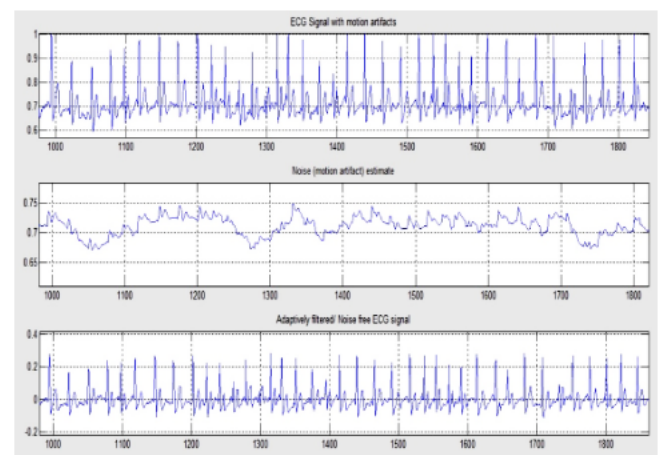 ECG Signal with motion artifacts
1
0.9
0.8
0.7
0.6
1000 1100 1200 1300 1400 1500 1600 1700 1800
Noise (motion artifact) estimate
0.75
0.7
0.65
1000 1100 1200 1300 1400 1500 1600 1700 1800
Adaptively filtered/ Noise free ECG signal
0.4
0.2
0
-0.2
1000 1100 1200 1300 1400 1500 1600 1700 1800